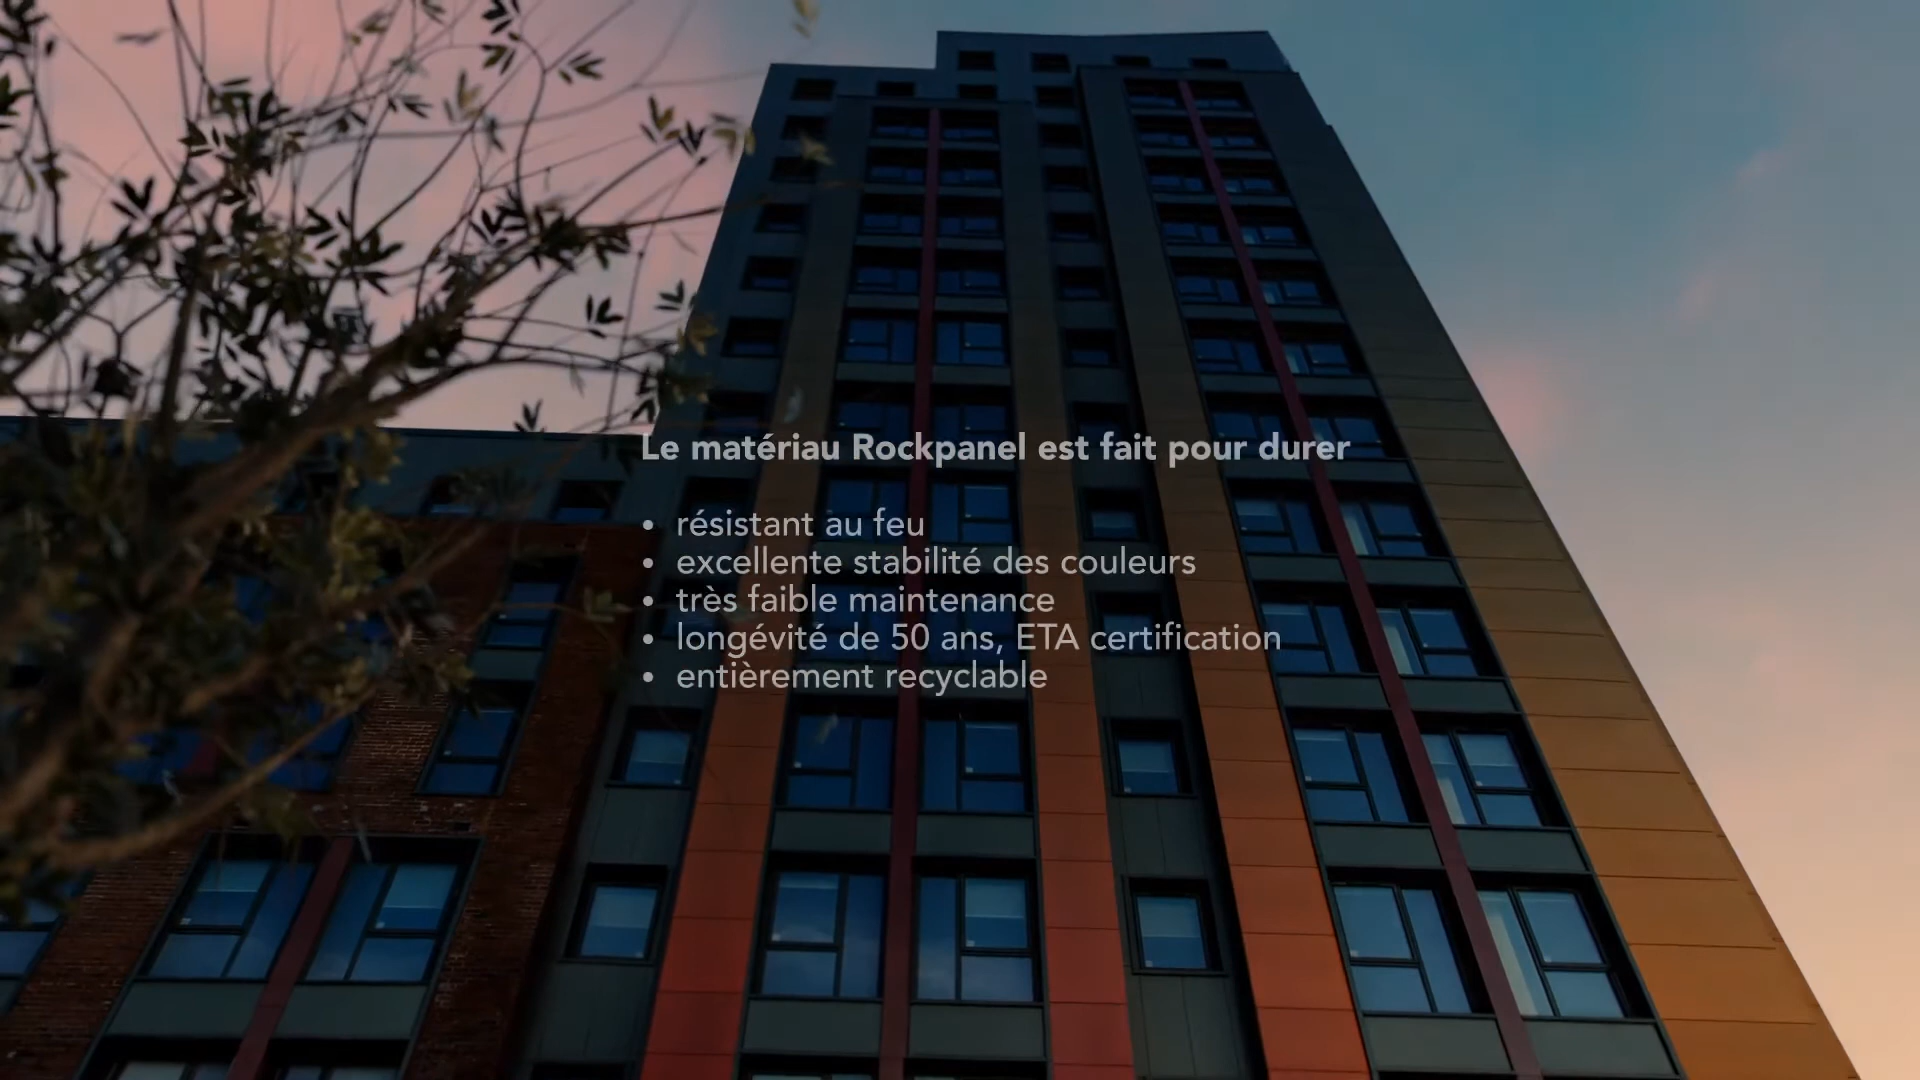 Le matériau Rockpanel est fait pour durer
• résistant au feu
• excellente stabilité des couleurs
• très faible maintenance
• longévité de 50 ans, ETA certification
• entièrement recyclable